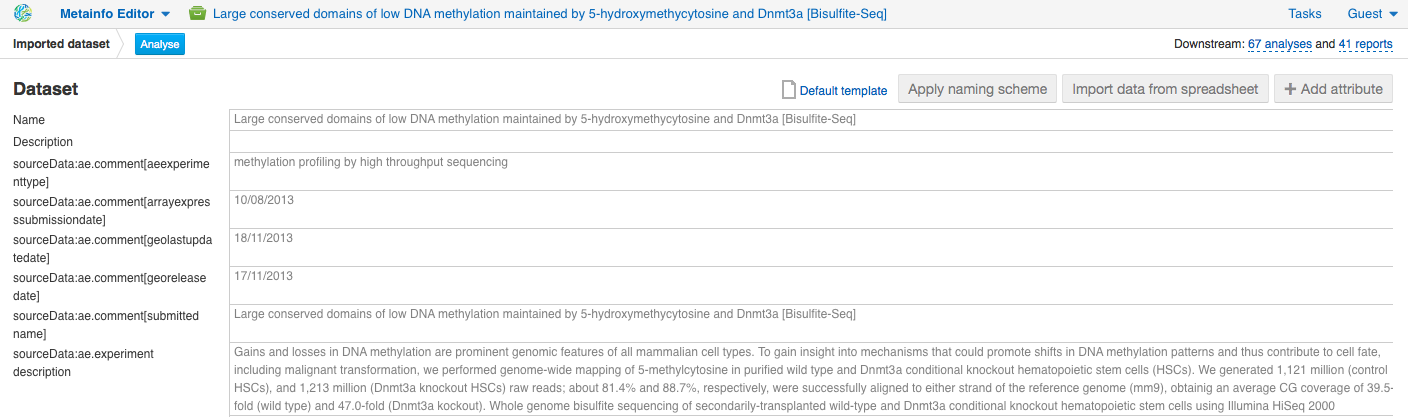 Metainfo Editor Large conserved domains of low DNA methylation maintained by 5-hydroxymethycytosine and Dnmt3a [Bisulfite-Seq] Tasks Guest
Imported dataset Analyse Downstream: 67 analyses and 41 reports
Dataset Default template Apply naming scheme Import data from spreadsheet + Add attribute
Name Large conserved domains of low DNA methylation maintained by 5-hydroxymethycytosine and Dnmt3a [Bisulfite-Seq]
Description
sourceData:ae.comment[aeexperime methylation profiling by high throughput sequencing
nttype]
sourceData:ae.comment[arrayexpres 10/08/2013
ssubmissiondate]
sourceData:ae.comment[geolastupda 18/11/2013
tedate]
sourceData:ae.comment[georelease 17/11/2013
date]
sourceData:ae.comment[submitted Large conserved domains of low DNA methylation maintained by 5-hydroxymethycytosine and Dnmt3a [Bisulfite-Seq]
name]
sourceData:ae.experiment Gains and losses in DNA methylation are prominent genomic features of all mammalian cell types. To gain insight into mechanisms that could promote shifts in DNA methylation patterns and thus contribute to cell fate,
description including malignant transformation, we performed genome-wide mapping of 5-methylcytosine in purified wild type and Dnmt3a conditional knockout hematopoietic stem cells (HSCs). We generated 1,121 million (control
HSCs), and 1,213 million (Dnmt3a knockout HSCs) raw reads; about 81.4% and 88.7%, respectively, were successfully aligned to either strand of the reference genome (mm9), obtainig an average CG coverage of 39.5-
fold (wild type) and 47.0-fold (Dnmt3a kockout). Whole genome bisulfite sequencing of secondarily-transplanted wild-type and Dnmt3a conditional knockout hematopoietic stem cells using Illumina HiSeq 2000